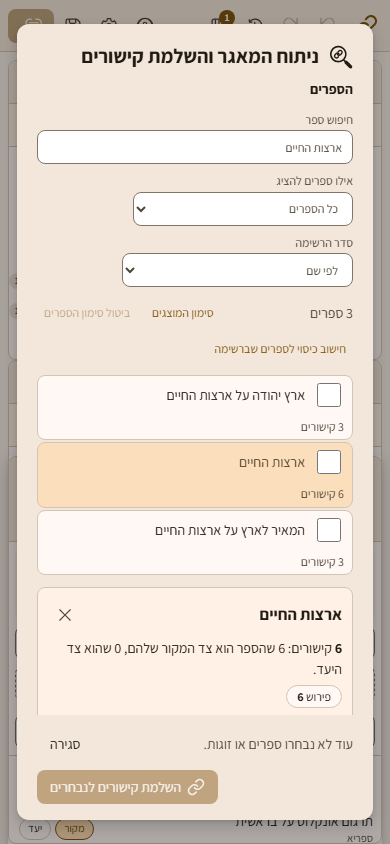 1
ניתוח המאגר והשלמת קישורים
הספרים
חיפוש ספר
ארצות החיים
אילו ספרים להציג
כל הספרים
סדר הרשימה
לפי שם
3 ספרים
סימון המוצגים
ביטול סימון הספרים
חישוב כיסוי לספרים שברשימה
ארץ יהודה על ארצות החיים
3 קישורים
ארצות החיים
6 קישורים
המאיר לארץ על ארצות החיים
3 קישורים
ארצות החיים
6 קישורים: 6 שהספר הוא צד המקור שלהם, 0 שהוא צד
היעד.
פירוש 6
עוד לא נבחרו ספרים או זוגות.
סגירה
השלמת קישורים לנבחרים
תרגום אונקלוס על בראשית
מקור
יעד
ספריא